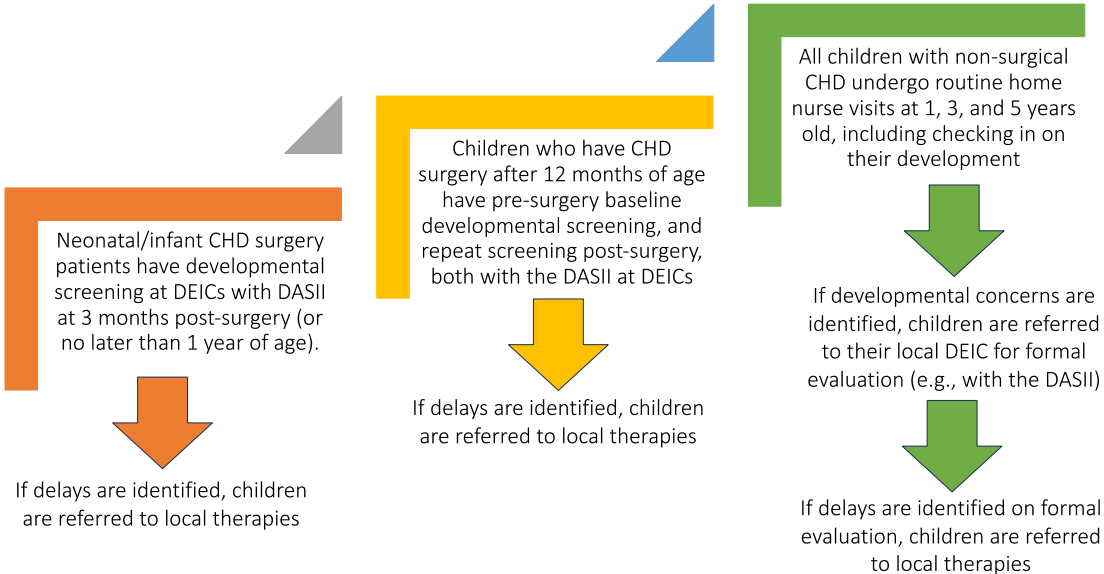 Neonatal/infant CHD surgery
patients have developmental
screening at DEICs with DASII
at 3 months post-surgery (or
no later than 1 year of age).
If delays are identified, children
are referred to local therapies
Children who have CHD
surgery after 12 months of age
have pre-surgery baseline
developmental screening, and
repeat screening post-surgery,
both with the DASII at DEICs
If delays are identified, children
are referred to local therapies
All children with non-surgical
CHD undergo routine home
nurse visits at 1, 3, and 5 years
old, including checking in on
their development
If developmental concerns are
identified, children are referred
to their local DEIC for formal
evaluation (e.g., with the DASII)
If delays are identified on formal
evaluation, children are referred
to local therapies